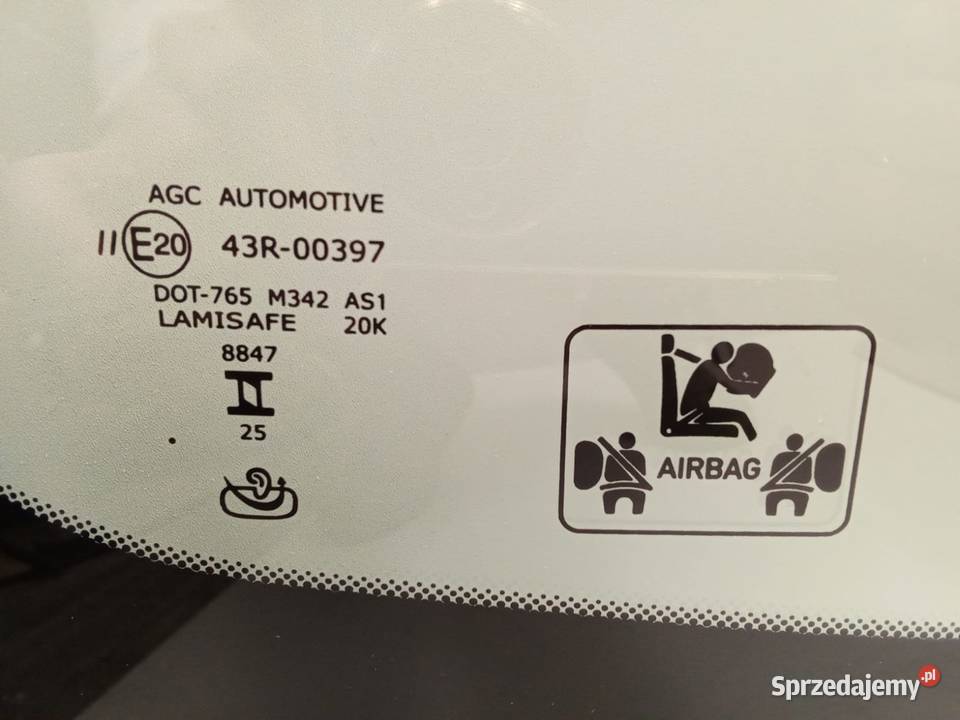 AGC AUTOMOTIVE
II E20 43R-00397
DOT-765 M342 AS1
LAMISAFE 20K
8847
25
AIRBAG
Sprzedajemy.pl